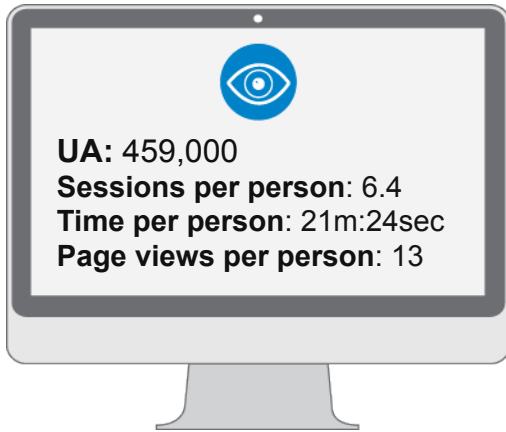 UA: 459,000
Sessions per person: 6.4
Time per person: 21m:24sec
Page views per person: 13